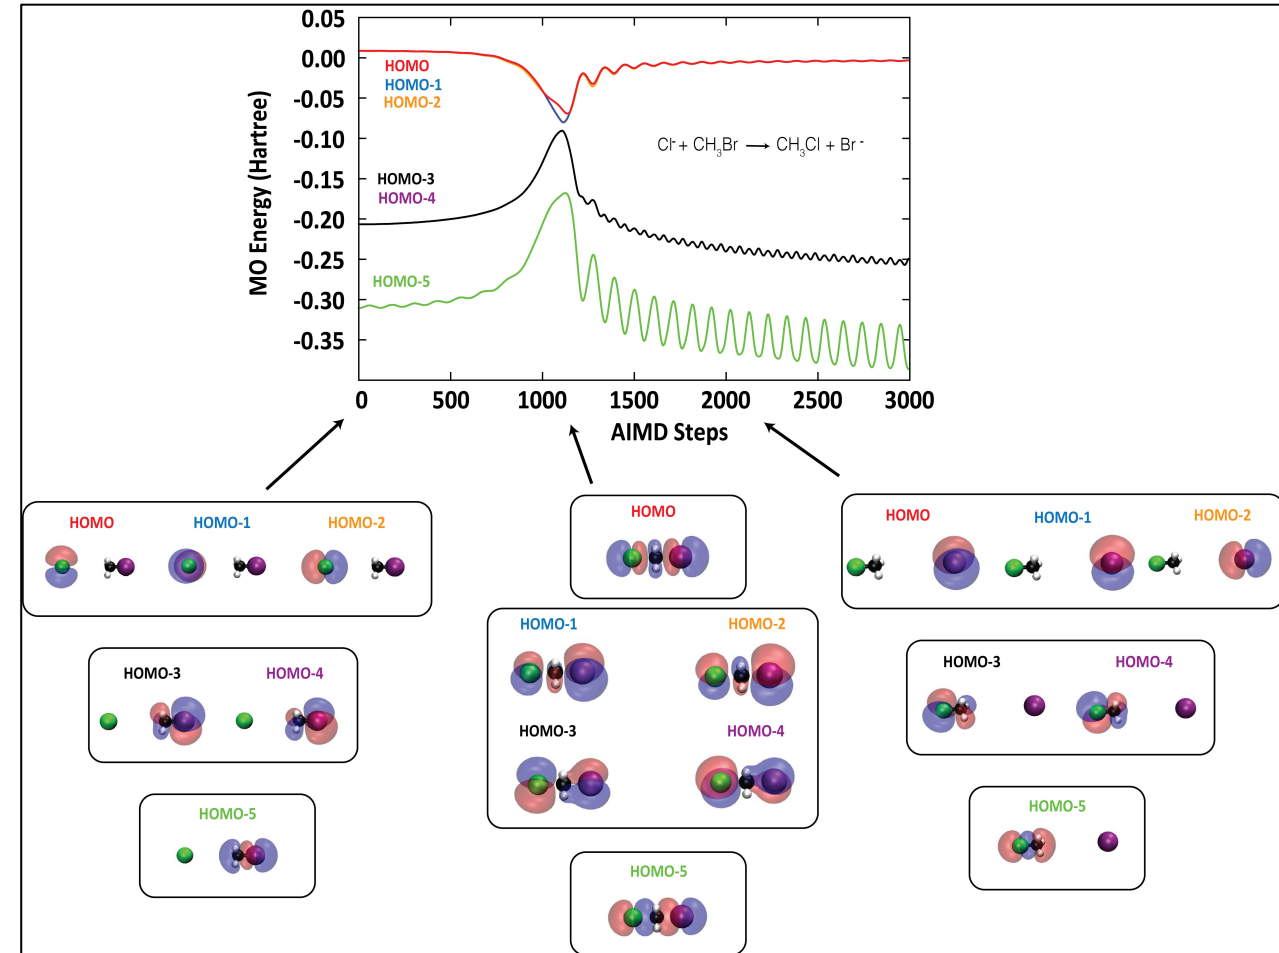 0.05
0.00
-0.05
-0.10
-0.15
-0.20
-0.25
-0.30
-0.35
MO Energy (Hartree)
HOMO
HOMO-1
HOMO-2
Cl⁻ + CH₃Br → CH₃Cl + Br⁻
HOMO-3
HOMO-4
HOMO-5
0 500 1000 1500 2000 2500 3000
AIMD Steps
HOMO HOMO-1 HOMO-2
HOMO-3 HOMO-4
HOMO-5
HOMO
HOMO-1 HOMO-2
HOMO-3 HOMO-4
HOMO-5
HOMO HOMO-1 HOMO-2
HOMO-3 HOMO-4
HOMO-5